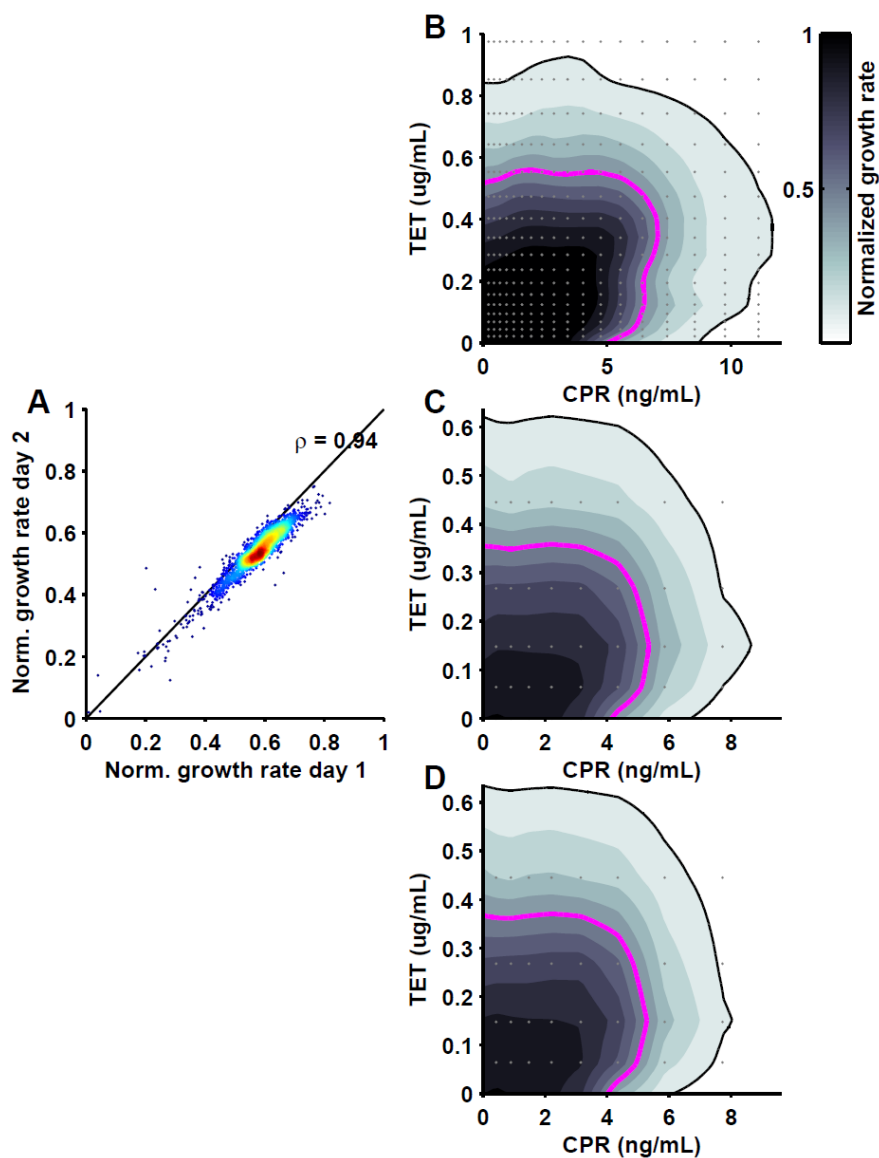 B
1
0.8
0.6
0.4
0.2
0
TET (ug/mL)
0 5 10
CPR (ng/mL)
1
0.5
Normalized growth rate
A
1
0.8
0.6
0.4
0.2
0
Norm. growth rate day 2
ρ = 0.94
0 0.2 0.4 0.6 0.8 1
Norm. growth rate day 1
C
0.6
0.5
0.4
0.3
0.2
0.1
0
TET (ug/mL)
0 2 4 6 8
CPR (ng/mL)
D
0.6
0.5
0.4
0.3
0.2
0.1
0
TET (ug/mL)
0 2 4 6 8
CPR (ng/mL)